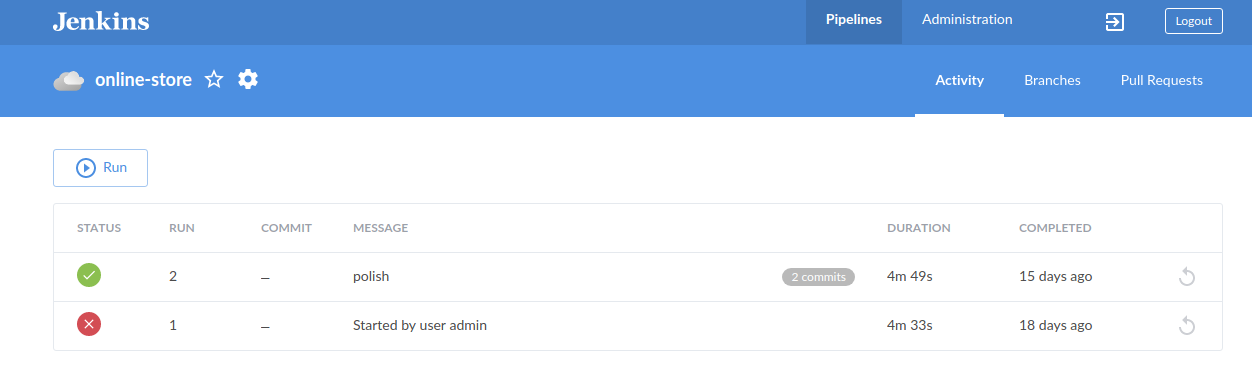 Jenkins Pipelines Administration Logout
online-store Activity Branches Pull Requests
Run
STATUS RUN COMMIT MESSAGE DURATION COMPLETED
2 – polish 2 commits 4m 49s 15 days ago
1 – Started by user admin 4m 33s 18 days ago